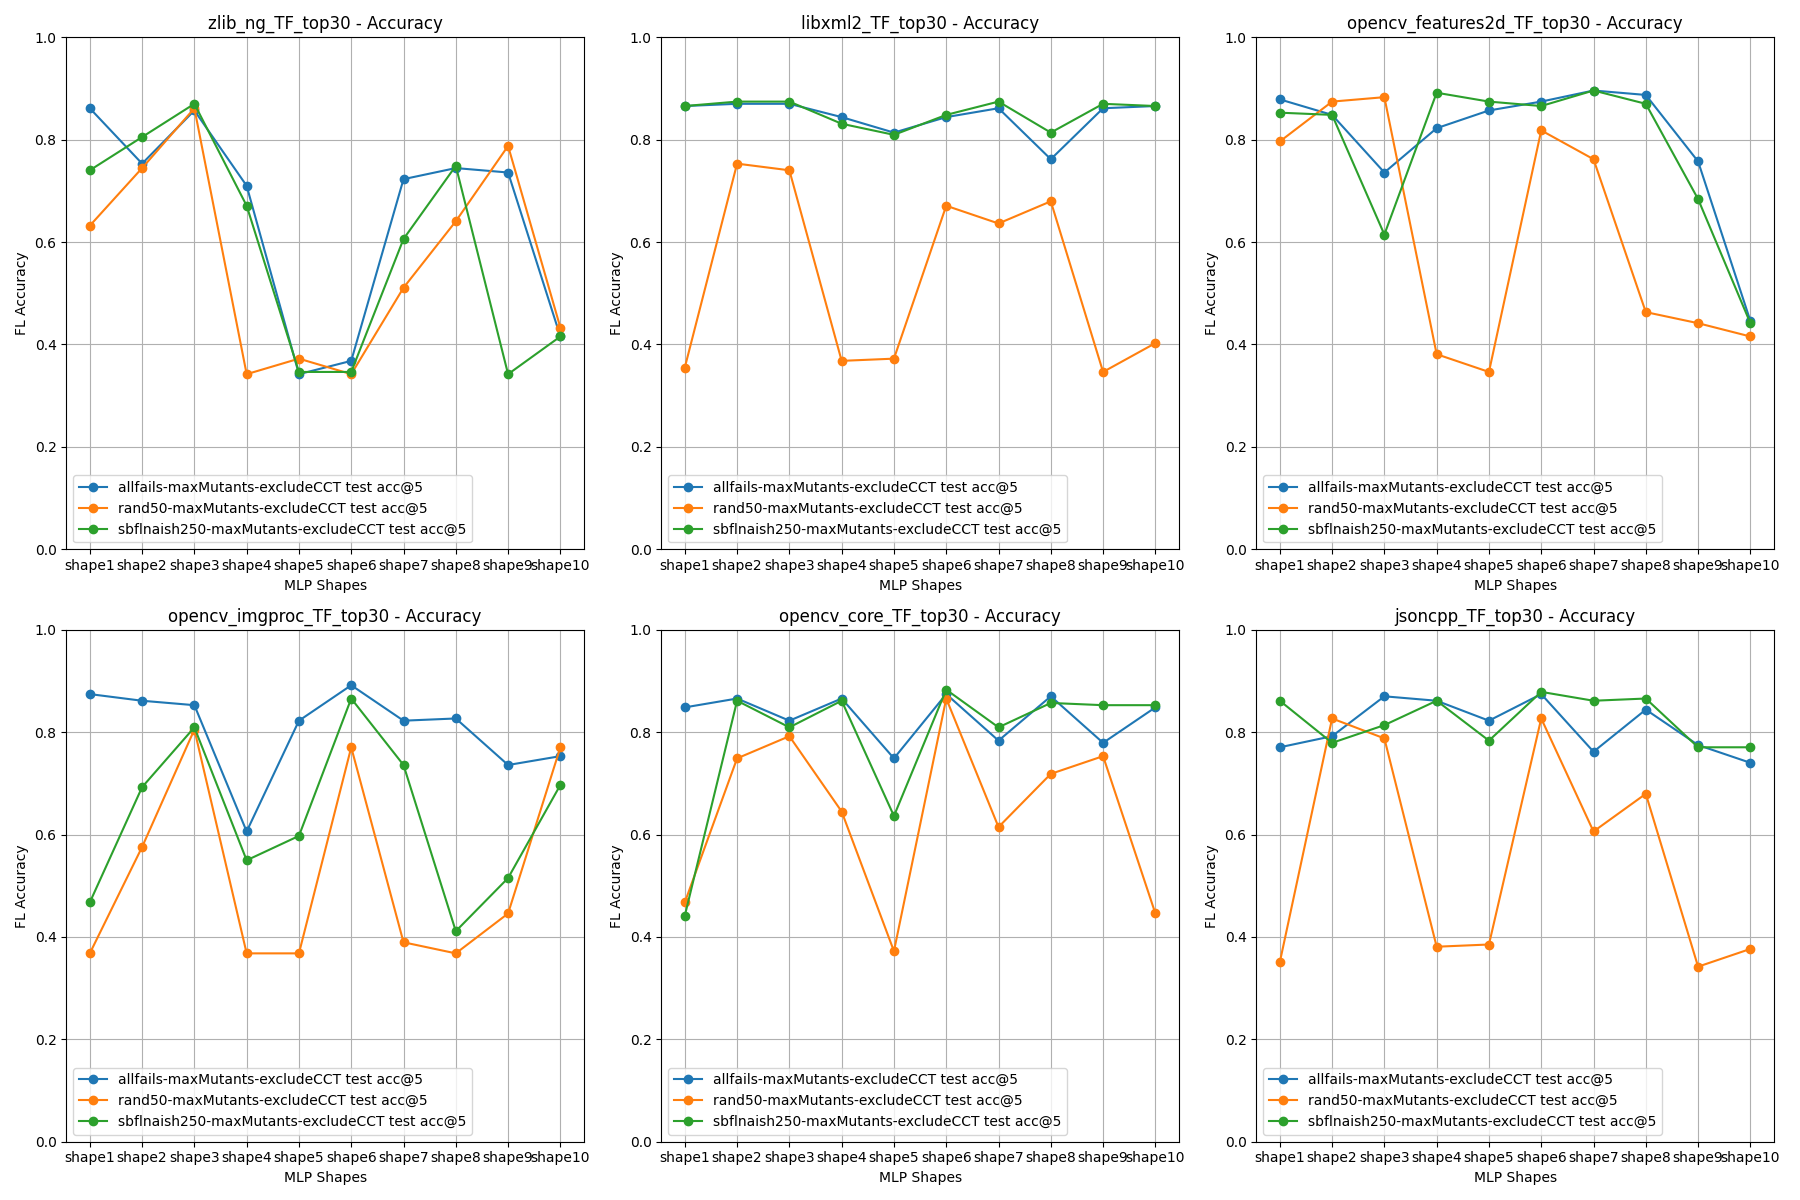 zlib_ng_TF_top30 - Accuracy
FL Accuracy
1.0
0.8
0.6
0.4
0.2
0.0
allfails-maxMutants-excludeCCT test acc@5
rand50-maxMutants-excludeCCT test acc@5
sbflnaish250-maxMutants-excludeCCT test acc@5
shape1 shape2 shape3 shape4 shape5 shape6 shape7 shape8 shape9 shape10
MLP Shapes
libxml2_TF_top30 - Accuracy
FL Accuracy
1.0
0.8
0.6
0.4
0.2
0.0
allfails-maxMutants-excludeCCT test acc@5
rand50-maxMutants-excludeCCT test acc@5
sbflnaish250-maxMutants-excludeCCT test acc@5
shape1 shape2 shape3 shape4 shape5 shape6 shape7 shape8 shape9 shape10
MLP Shapes
opencv_features2d_TF_top30 - Accuracy
FL Accuracy
1.0
0.8
0.6
0.4
0.2
0.0
allfails-maxMutants-excludeCCT test acc@5
rand50-maxMutants-excludeCCT test acc@5
sbflnaish250-maxMutants-excludeCCT test acc@5
shape1 shape2 shape3 shape4 shape5 shape6 shape7 shape8 shape9 shape10
MLP Shapes
opencv_imgproc_TF_top30 - Accuracy
FL Accuracy
1.0
0.8
0.6
0.4
0.2
0.0
allfails-maxMutants-excludeCCT test acc@5
rand50-maxMutants-excludeCCT test acc@5
sbflnaish250-maxMutants-excludeCCT test acc@5
shape1 shape2 shape3 shape4 shape5 shape6 shape7 shape8 shape9 shape10
MLP Shapes
opencv_core_TF_top30 - Accuracy
FL Accuracy
1.0
0.8
0.6
0.4
0.2
0.0
allfails-maxMutants-excludeCCT test acc@5
rand50-maxMutants-excludeCCT test acc@5
sbflnaish250-maxMutants-excludeCCT test acc@5
shape1 shape2 shape3 shape4 shape5 shape6 shape7 shape8 shape9 shape10
MLP Shapes
jsoncpp_TF_top30 - Accuracy
FL Accuracy
1.0
0.8
0.6
0.4
0.2
0.0
allfails-maxMutants-excludeCCT test acc@5
rand50-maxMutants-excludeCCT test acc@5
sbflnaish250-maxMutants-excludeCCT test acc@5
shape1 shape2 shape3 shape4 shape5 shape6 shape7 shape8 shape9 shape10
MLP Shapes